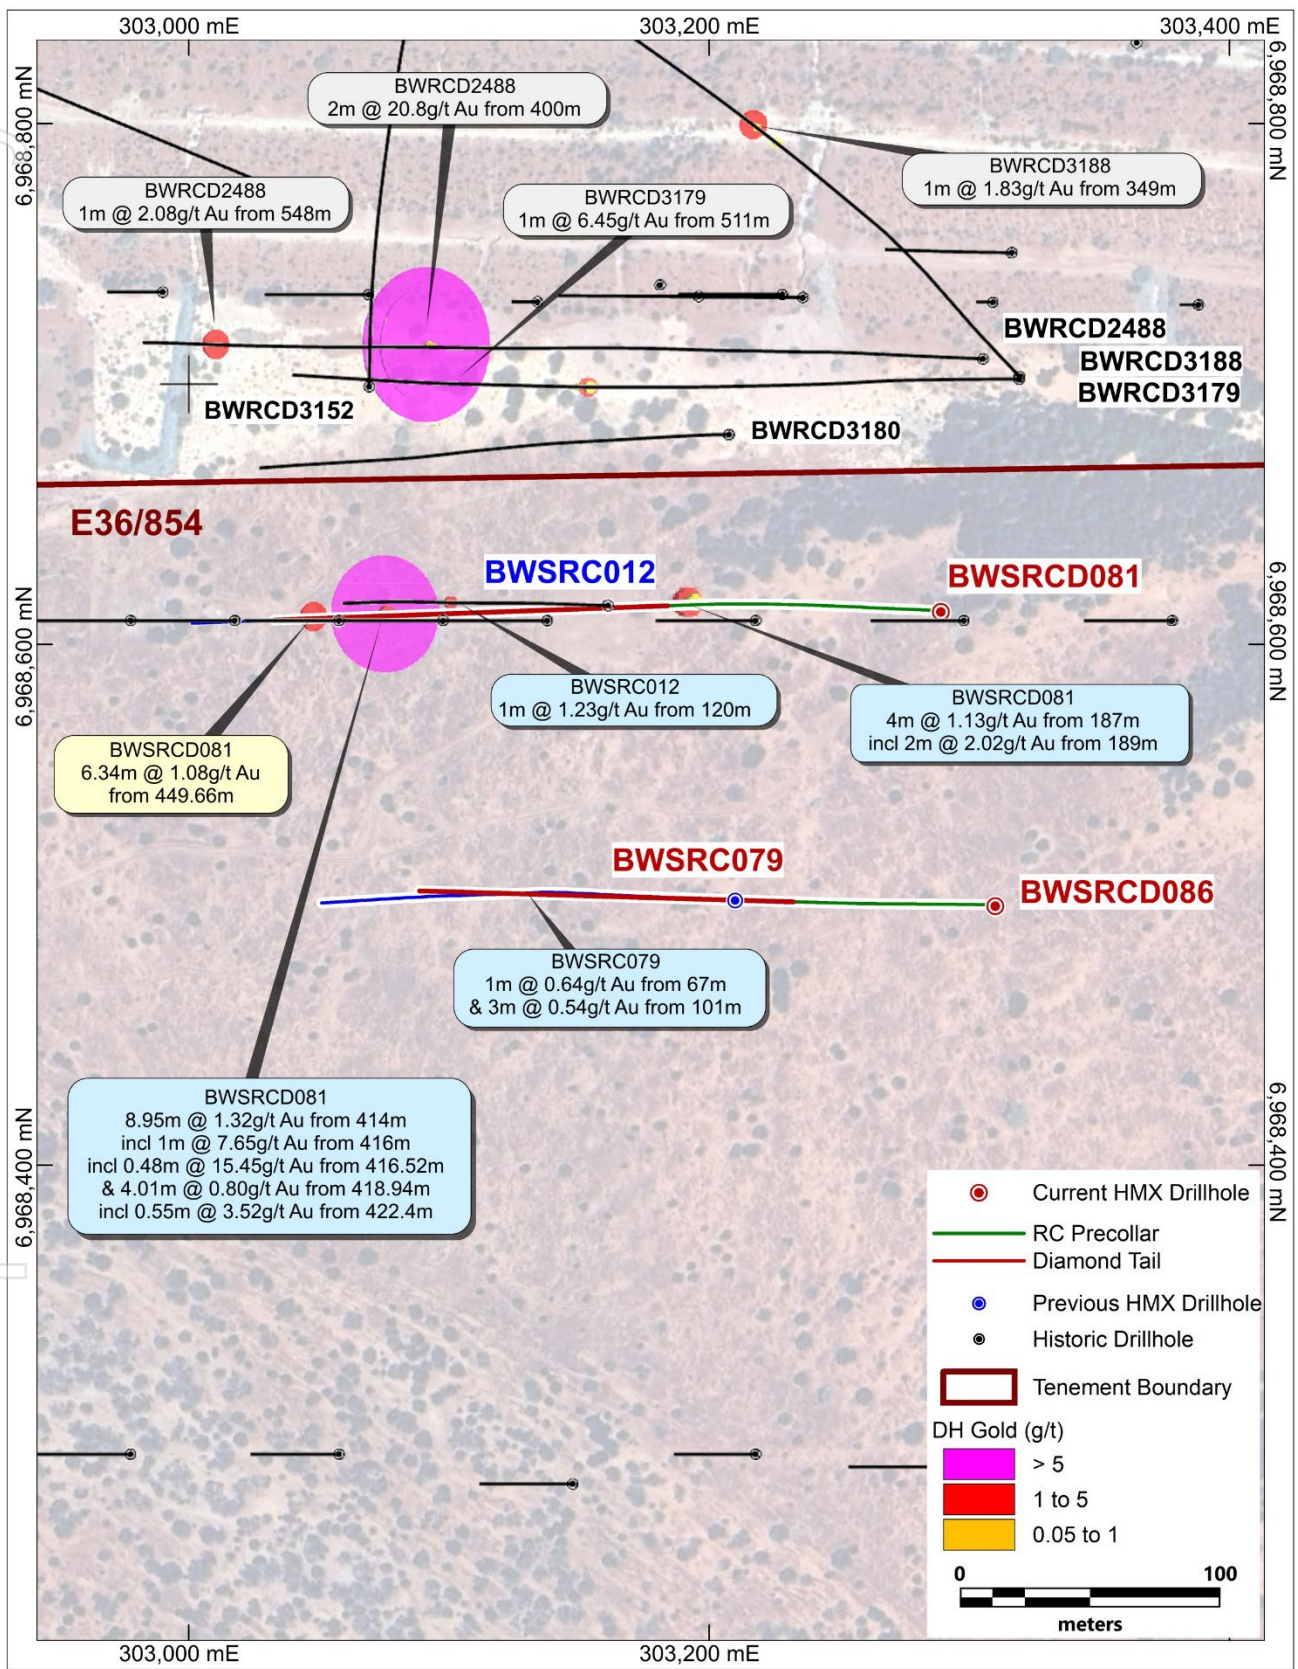 303,000 mE
303,200 mE
303,400 mE
6,968,800 mN
6,968,800 mN
BWRCD2488
2m @ 20.8g/t Au from 400m
BWRCD3188
1m @ 1.83g/t Au from 349m
BWRCD2488
1m @ 2.08g/t Au from 548m
BWRCD3179
1m @ 6.45g/t Au from 511m
BWRCD2488
BWRCD3188
BWRCD3179
BWRCD3152
BWRCD3180
E36/854
BWSRC012
BWSRCD081
6,968,600 mN
6,968,600 mN
BWSRC012
1m @ 1.23g/t Au from 120m
BWSRCD081
4m @ 1.13g/t Au from 187m
incl 2m @ 2.02g/t Au from 189m
BWSRCD081
6.34m @ 1.08g/t Au
from 449.66m
BWSRC079
BWSRCD086
BWSRC079
1m @ 0.64g/t Au from 67m
& 3m @ 0.54g/t Au from 101m
BWSRCD081
8.95m @ 1.32g/t Au from 414m
incl 1m @ 7.65g/t Au from 416m
incl 0.48m @ 15.45g/t Au from 416.52m
& 4.01m @ 0.80g/t Au from 418.94m
incl 0.55m @ 3.52g/t Au from 422.4m
6,968,400 mN
6,968,400 mN
Current HMX Drillhole
RC Precollar
Diamond Tail
Previous HMX Drillhole
Historic Drillhole
Tenement Boundary
DH Gold (g/t)
> 5
1 to 5
0.05 to 1
0
100
meters
303,000 mE
303,200 mE